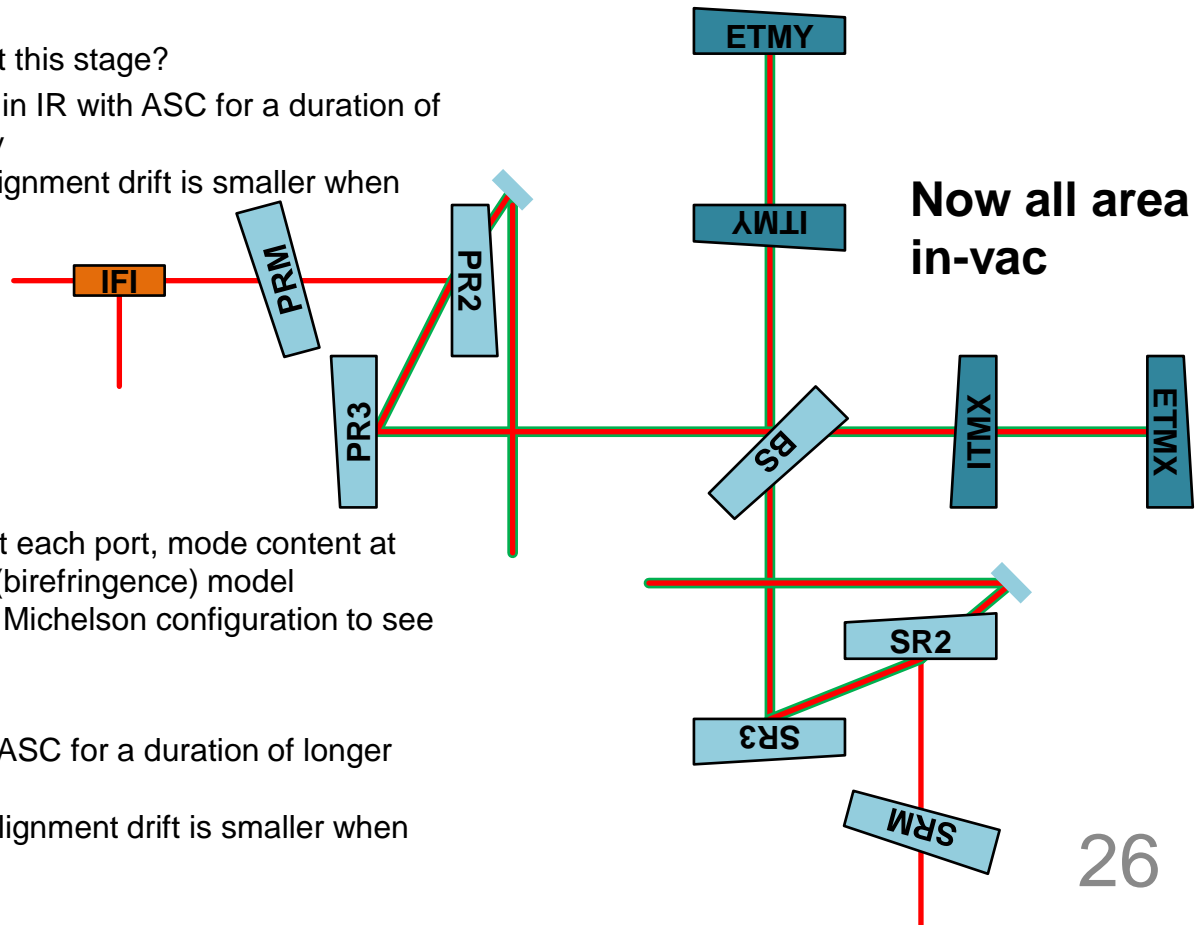 t this stage?
in IR with ASC for a duration of
y
ignment drift is smaller when
t each port, mode content at
(birefringence) model
Michelson configuration to see
ASC for a duration of longer
lignment drift is smaller when
ETMY
ITMY
Now all area
in-vac
IFI
PRM
PR2
PR3
BS
ITMX
ETMX
SR2
SR3
SRM
26